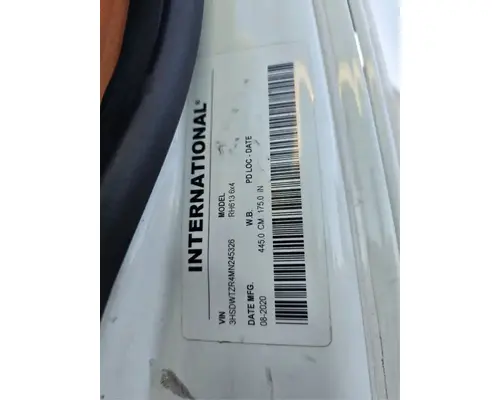 INTERNATIONAL®
VIN MODEL
3HSDWTZR4MN245326 RH613 6x4
DATE MFG. W.B. PD LOC - DATE
08-2020 445.0 CM 175.0 IN